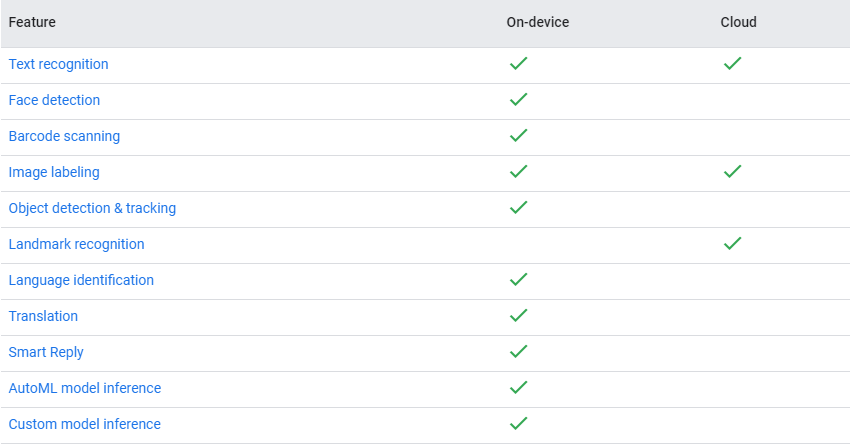 Feature On-device Cloud
Text recognition
Face detection
Barcode scanning
Image labeling
Object detection & tracking
Landmark recognition
Language identification
Translation
Smart Reply
AutoML model inference
Custom model inference